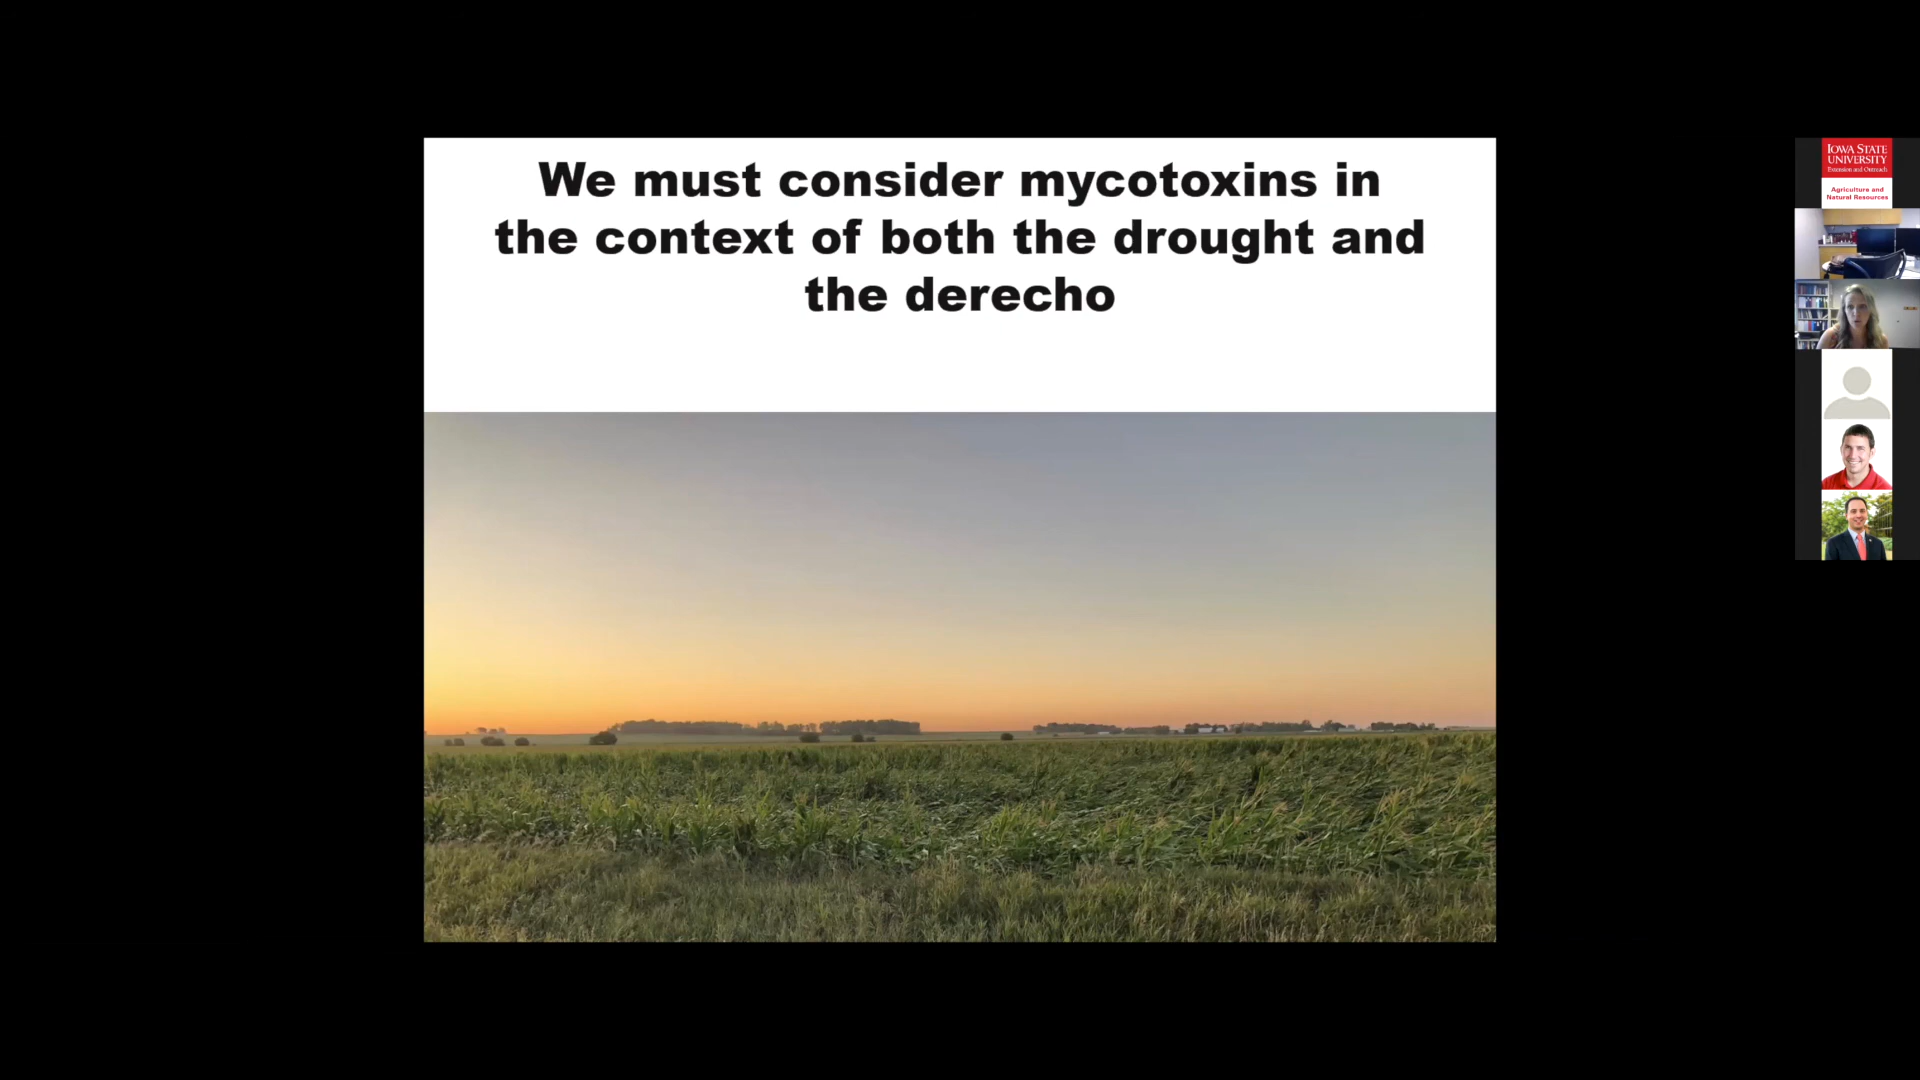 We must consider mycotoxins in
the context of both the drought and
the derecho
IOWA STATE
UNIVERSITY
Extension and Outreach
Agriculture and
Natural Resources